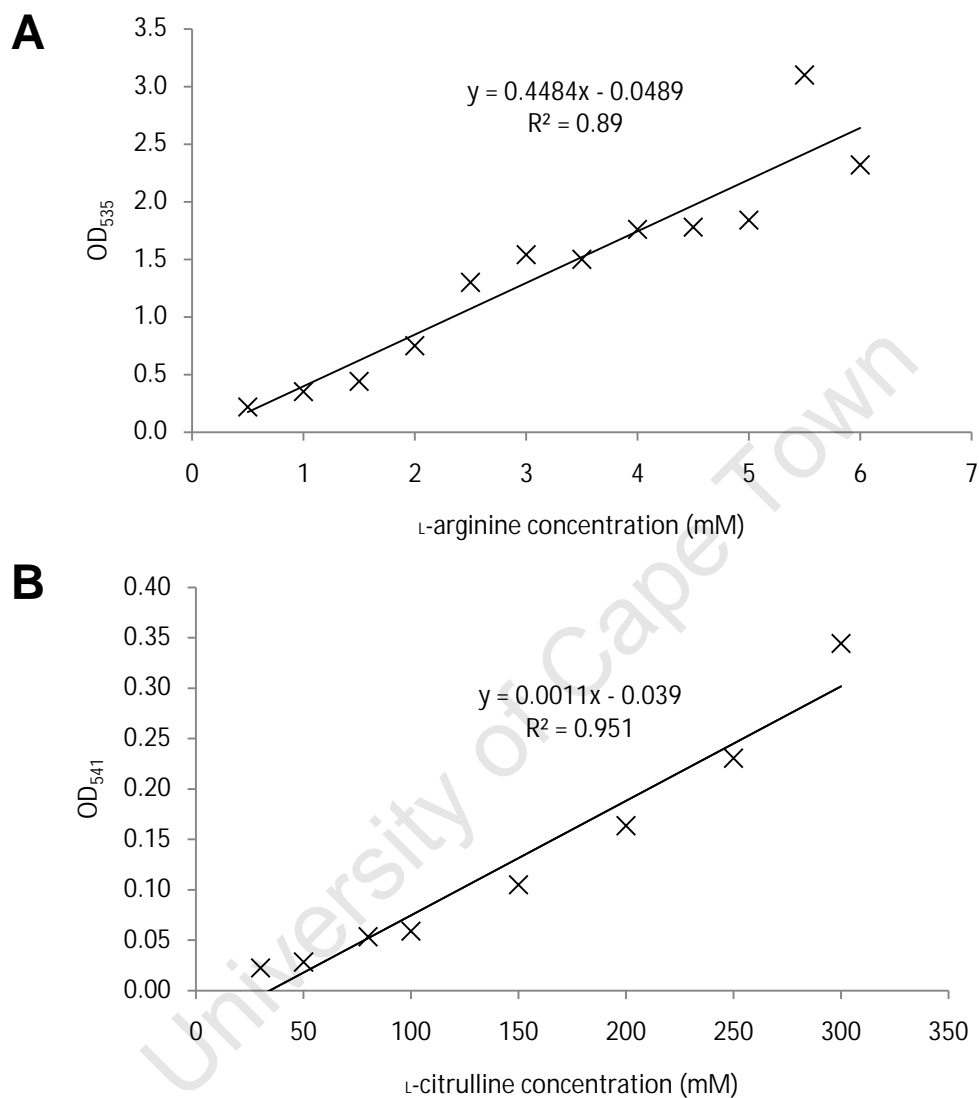 A
3.5
3.0
2.5
2.0
1.5
1.0
0.5
0.0
OD535
y = 0.4484x - 0.0489
R² = 0.89
0 1 2 3 4 5 6 7
L-arginine concentration (mM)
B
0.40
0.35
0.30
0.25
0.20
0.15
0.10
0.05
0.00
OD541
y = 0.0011x - 0.039
R² = 0.951
0 50 100 150 200 250 300 350
L-citrulline concentration (mM)
University of Cape Town